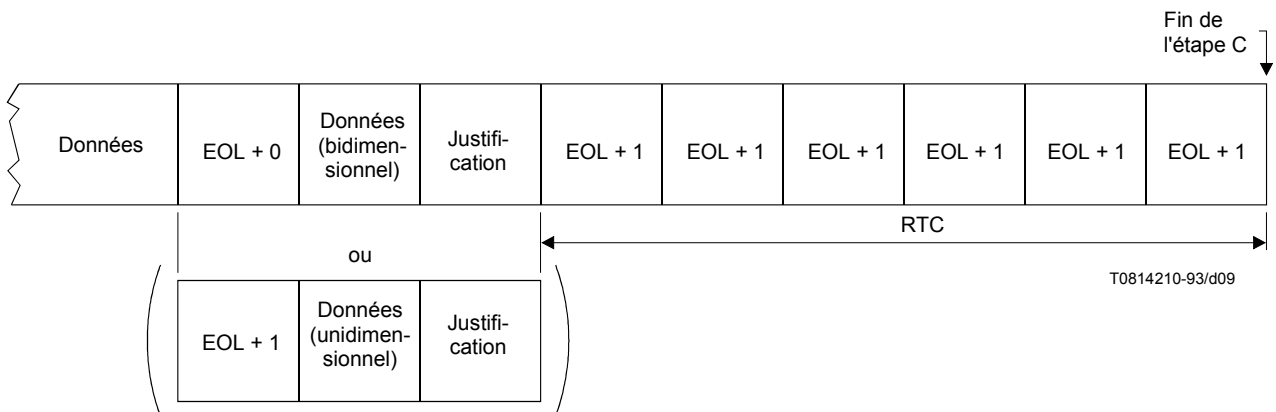 Fin de
l'étape C
Données
EOL + 0
Données
(bidimen-
sionnel)
Justifi-
cation
EOL + 1
EOL + 1
EOL + 1
EOL + 1
EOL + 1
EOL + 1
RTC
ou
T0814210-93/d09
EOL + 1
Données
(unidimen-
sionnel)
Justifi-
cation